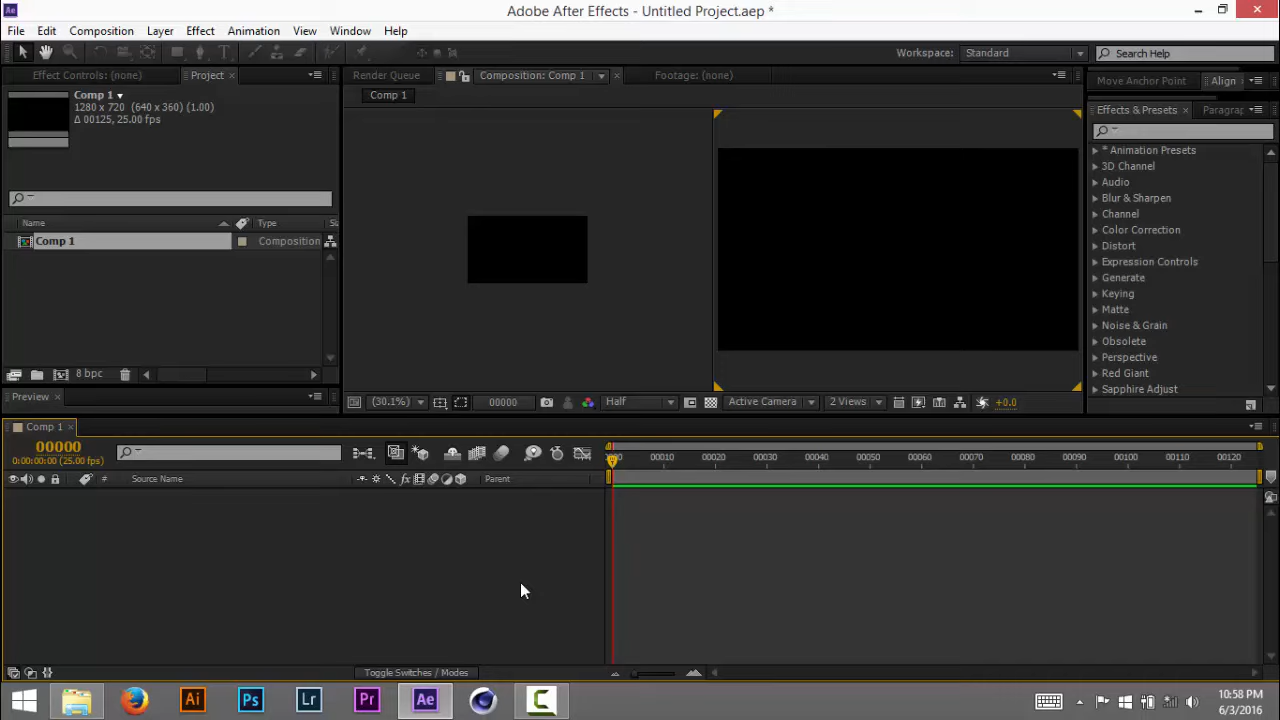 Adobe After Effects - Untitled Project.aep *
File Edit Composition Layer Effect Animation View Window Help
Workspace: Standard Search Help
Effect Controls: (none) Project
Render Queue Composition: Comp 1 Footage: (none)
Move Anchor Point Align
Comp 1
1280 x 720 (640 x 360) (1.00)
Δ 00125, 25.00 fps
Comp 1
Effects & Presets Paragra
* Animation Presets
3D Channel
Audio
Blur & Sharpen
Channel
Color Correction
Distort
Expression Controls
Generate
Keying
Matte
Noise & Grain
Obsolete
Perspective
Red Giant
Sapphire Adjust
Name Type Si
Comp 1 Composition
8 bpc
(30.1%) 00000 Half Active Camera 2 Views +0.0
Preview
Comp 1
00000
0:00:00:00 (25.00 fps)
# Source Name Parent
00010 00020 00030 00040 00050 00060 00070 00080 00090 00100 00110 00120
Toggle Switches / Modes
Ai Ps Lr Pr Ae
10:58 PM
6/3/2016